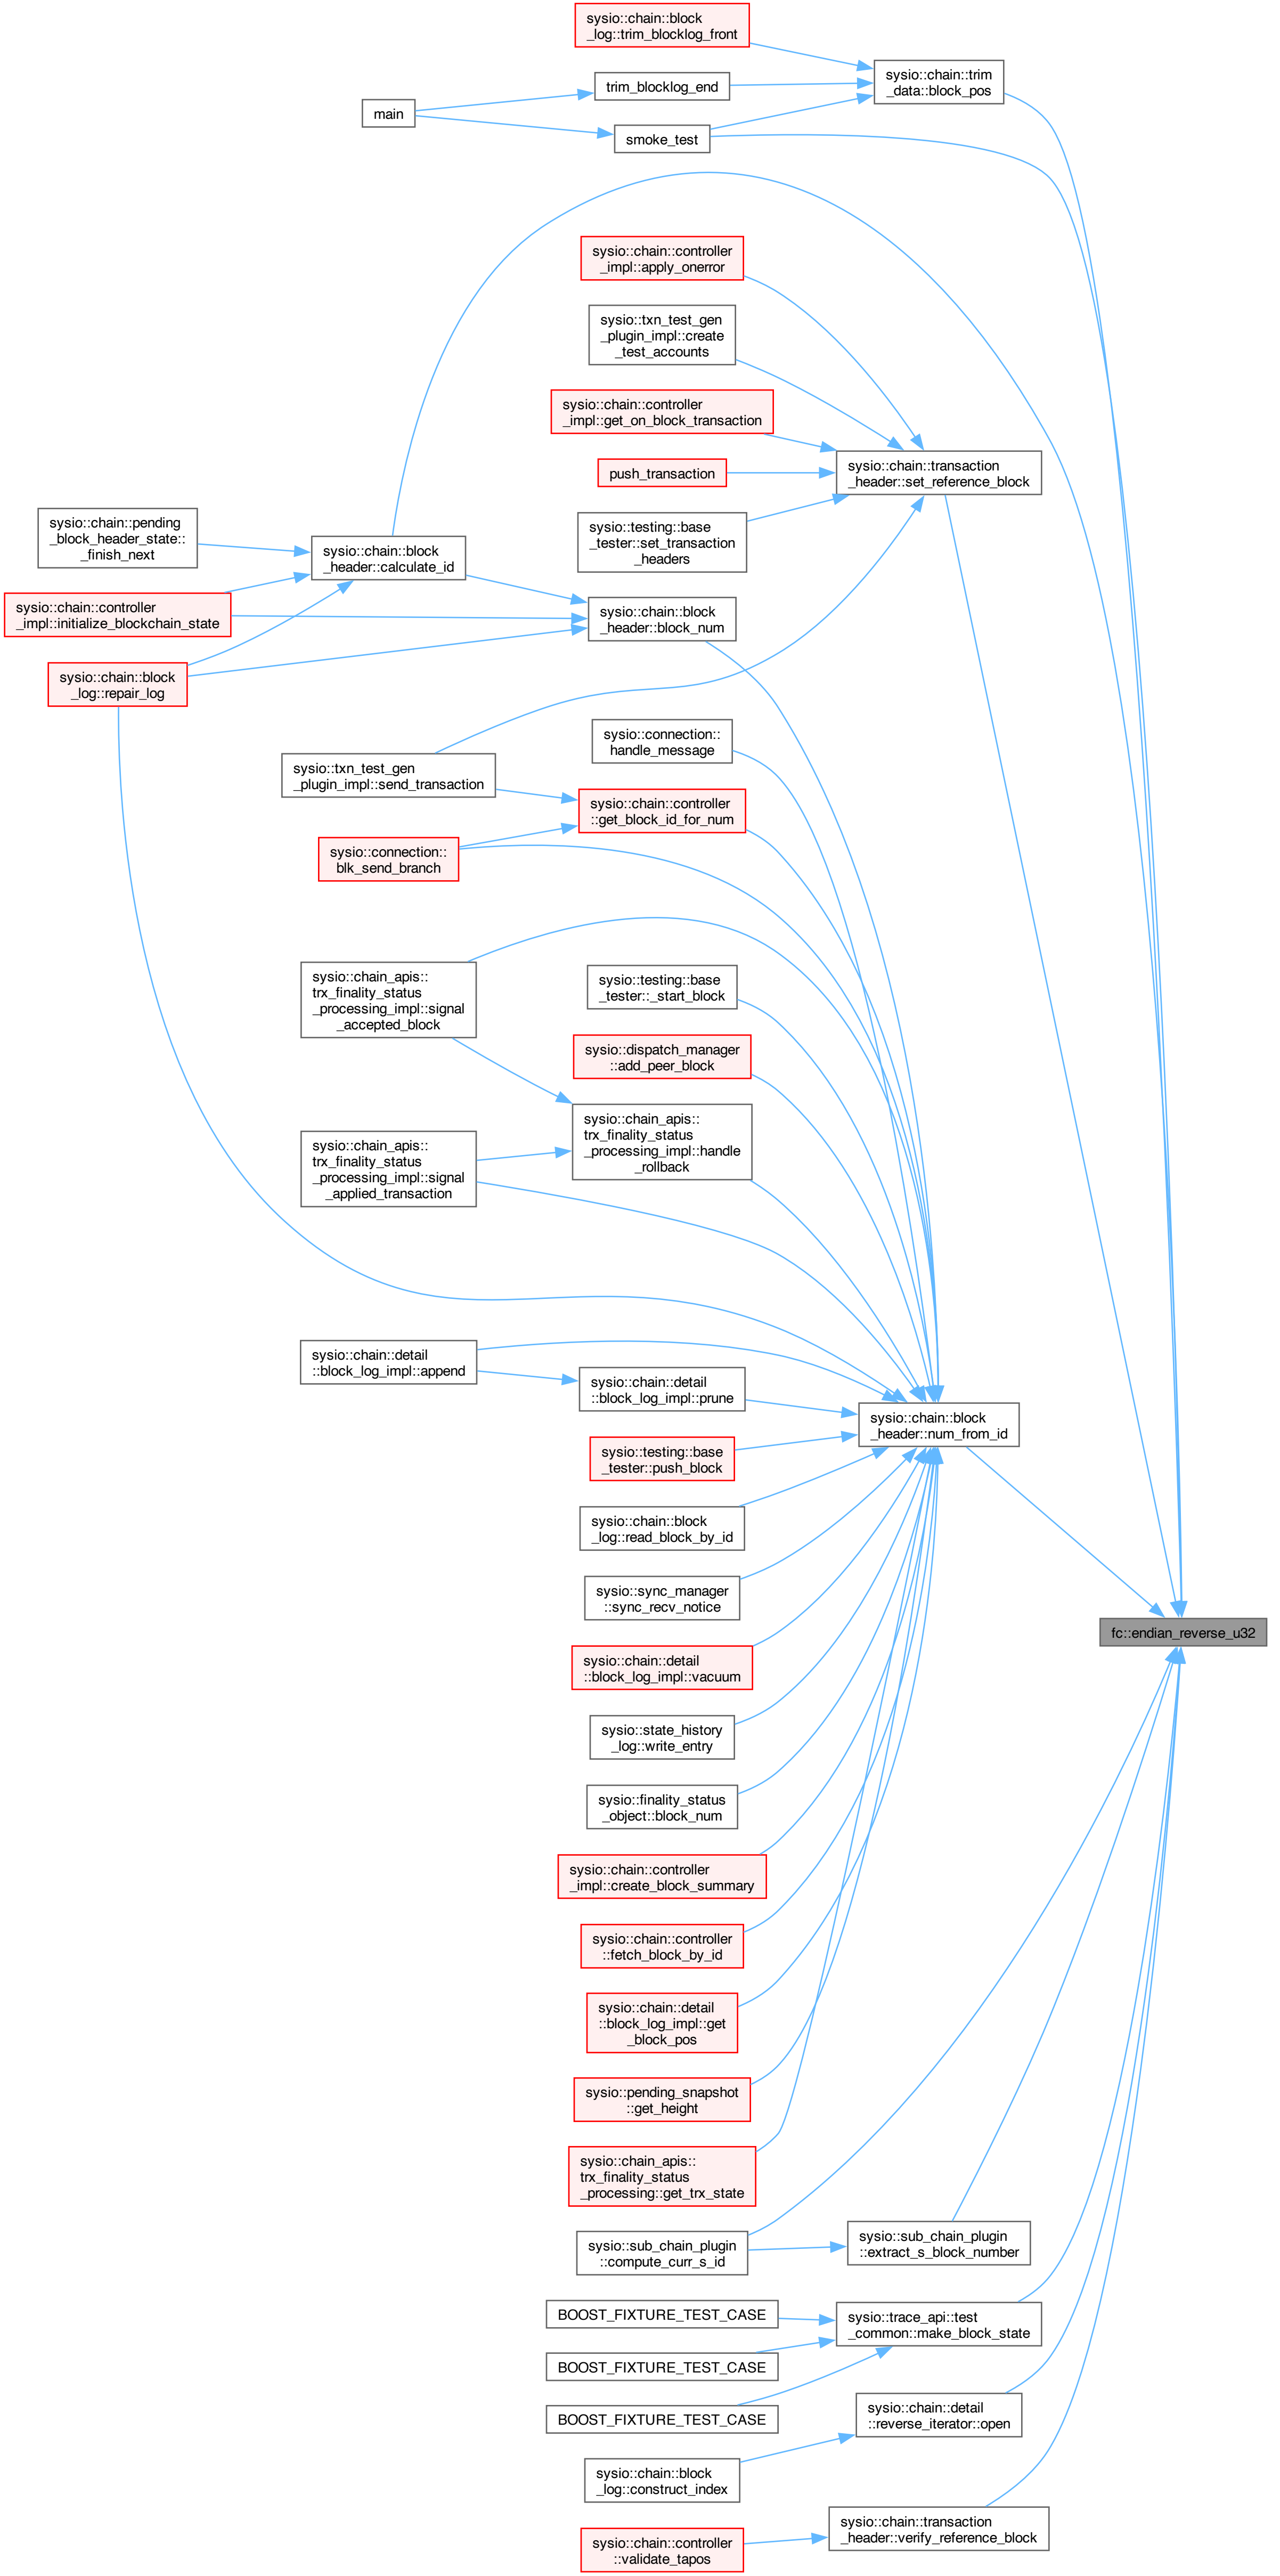 sysio::chain::block
_log::trim_blocklog_front
sysio::chain::trim
_data::block_pos
trim_blocklog_end
main
smoke_test
sysio::chain::controller
_impl::apply_onerror
sysio::txn_test_gen
_plugin_impl::create
_test_accounts
sysio::chain::controller
_impl::get_on_block_transaction
sysio::chain::transaction
_header::set_reference_block
push_transaction
sysio::testing::base
_tester::set_transaction
_headers
sysio::chain::pending
_block_header_state::
_finish_next
sysio::chain::block
_header::calculate_id
sysio::chain::controller
_impl::initialize_blockchain_state
sysio::chain::block
_header::block_num
sysio::chain::block
_log::repair_log
sysio::connection::
handle_message
sysio::txn_test_gen
_plugin_impl::send_transaction
sysio::chain::controller
::get_block_id_for_num
sysio::connection::
blk_send_branch
sysio::chain_apis::
trx_finality_status
_processing_impl::signal
_accepted_block
sysio::testing::base
_tester::_start_block
sysio::dispatch_manager
::add_peer_block
sysio::chain_apis::
trx_finality_status
_processing_impl::handle
_rollback
sysio::chain_apis::
trx_finality_status
_processing_impl::signal
_applied_transaction
sysio::chain::detail
::block_log_impl::append
sysio::chain::detail
::block_log_impl::prune
sysio::chain::block
_header::num_from_id
sysio::testing::base
_tester::push_block
sysio::chain::block
_log::read_block_by_id
sysio::sync_manager
::sync_recv_notice
fc::endian_reverse_u32
sysio::chain::detail
::block_log_impl::vacuum
sysio::state_history
_log::write_entry
sysio::finality_status
_object::block_num
sysio::chain::controller
_impl::create_block_summary
sysio::chain::controller
::fetch_block_by_id
sysio::chain::detail
::block_log_impl::get
_block_pos
sysio::pending_snapshot
::get_height
sysio::chain_apis::
trx_finality_status
_processing::get_trx_state
sysio::sub_chain_plugin
::compute_curr_s_id
sysio::sub_chain_plugin
::extract_s_block_number
BOOST_FIXTURE_TEST_CASE
sysio::trace_api::test
_common::make_block_state
BOOST_FIXTURE_TEST_CASE
BOOST_FIXTURE_TEST_CASE
sysio::chain::detail
::reverse_iterator::open
sysio::chain::block
_log::construct_index
sysio::chain::transaction
_header::verify_reference_block
sysio::chain::controller
::validate_tapos